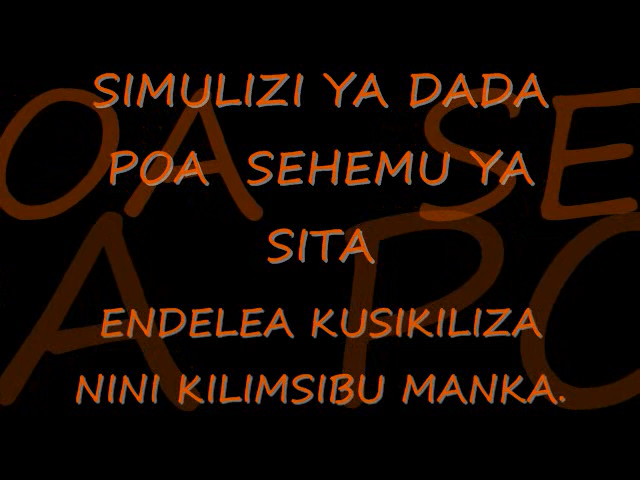 SIMULIZI YA DADA
POA SEHEMU YA
SITA
ENDELEA KUSIKILIZA
NINI KILIMSIBU MANKA.